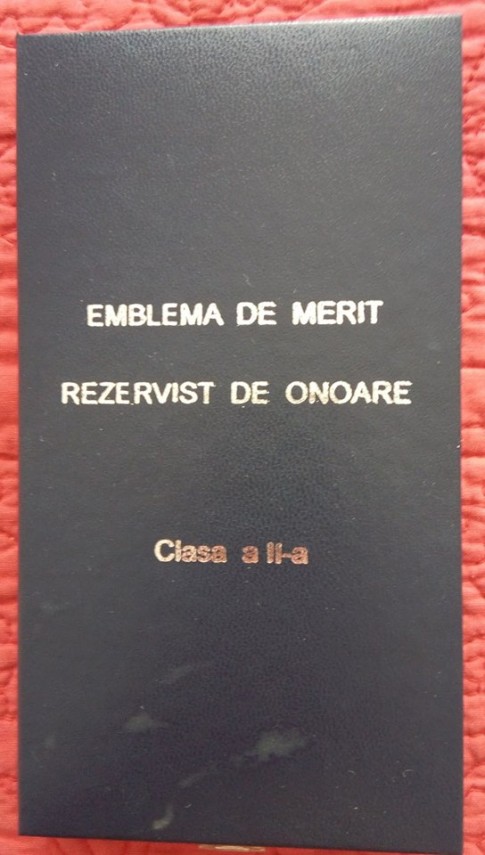 EMBLEMA DE MERIT
REZERVIST DE ONOARE
Clasa a II-a